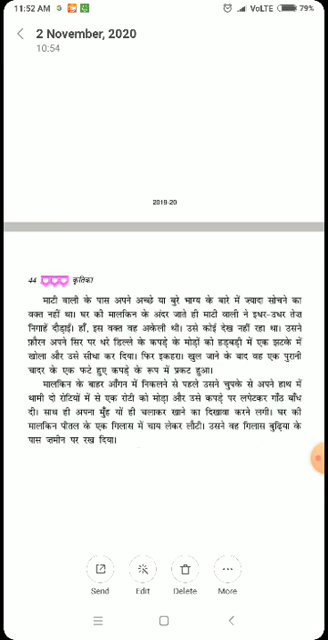 11:52 AM
VoLTE
79%
2 November, 2020
10:54
2019-20
44
कृतिका
माटी वाली के पास अपने अच्छे या बुरे भाग्य के बारे में ज्यादा सोचने का
वक्त नहीं था। घर की मालकिन के अंदर जाते ही माटी वाली ने इधर-उधर तेज़
निगाहें दौड़ाईं। हाँ, इस वक्त वह अकेली थी। उसे कोई देख नहीं रहा था। उसने
फ़ौरन अपने सिर पर धरे डिल्ले के कपड़े के मोड़ों को हड़बड़ी में एक झटके में
खोला और उसे सीधा कर दिया। फिर इकहरा। खुल जाने के बाद वह एक पुरानी
चादर के एक फटे हुए कपड़े के रूप में प्रकट हुआ।
मालकिन के बाहर आँगन में निकलने से पहले उसने चुपके से अपने हाथ में
थामी दो रोटियों में से एक रोटी को मोड़ा और उसे कपड़े पर लपेटकर गाँठ बाँध
दी। साथ ही अपना मुँह यों ही चलाकर खाने का दिखावा करने लगी। घर की
मालकिन पीतल के एक गिलास में चाय लेकर लौटी। उसने वह गिलास बुढ़िया के
पास ज़मीन पर रख दिया।
Send
Edit
Delete
More